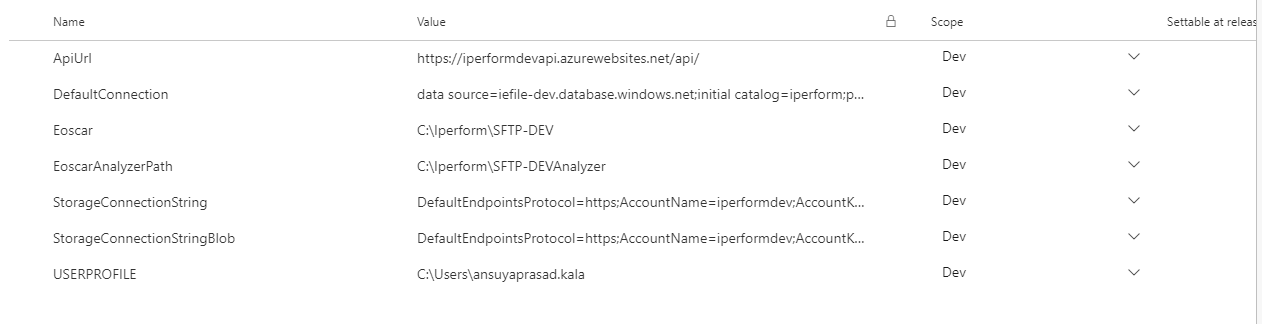 Name Value Scope Settable at releas
ApiUrl https://iperformdevapi.azurewebsites.net/api/ Dev
DefaultConnection data source=iefile-dev.database.windows.net;initial catalog=iperform;p... Dev
Eoscar C:\Iperform\SFTP-DEV Dev
EoscarAnalyzerPath C:\Iperform\SFTP-DEVAnalyzer Dev
StorageConnectionString DefaultEndpointsProtocol=https;AccountName=iperformdev;AccountK... Dev
StorageConnectionStringBlob DefaultEndpointsProtocol=https;AccountName=iperformdev;AccountK... Dev
USERPROFILE C:\Users\ansuyaprasad.kala Dev